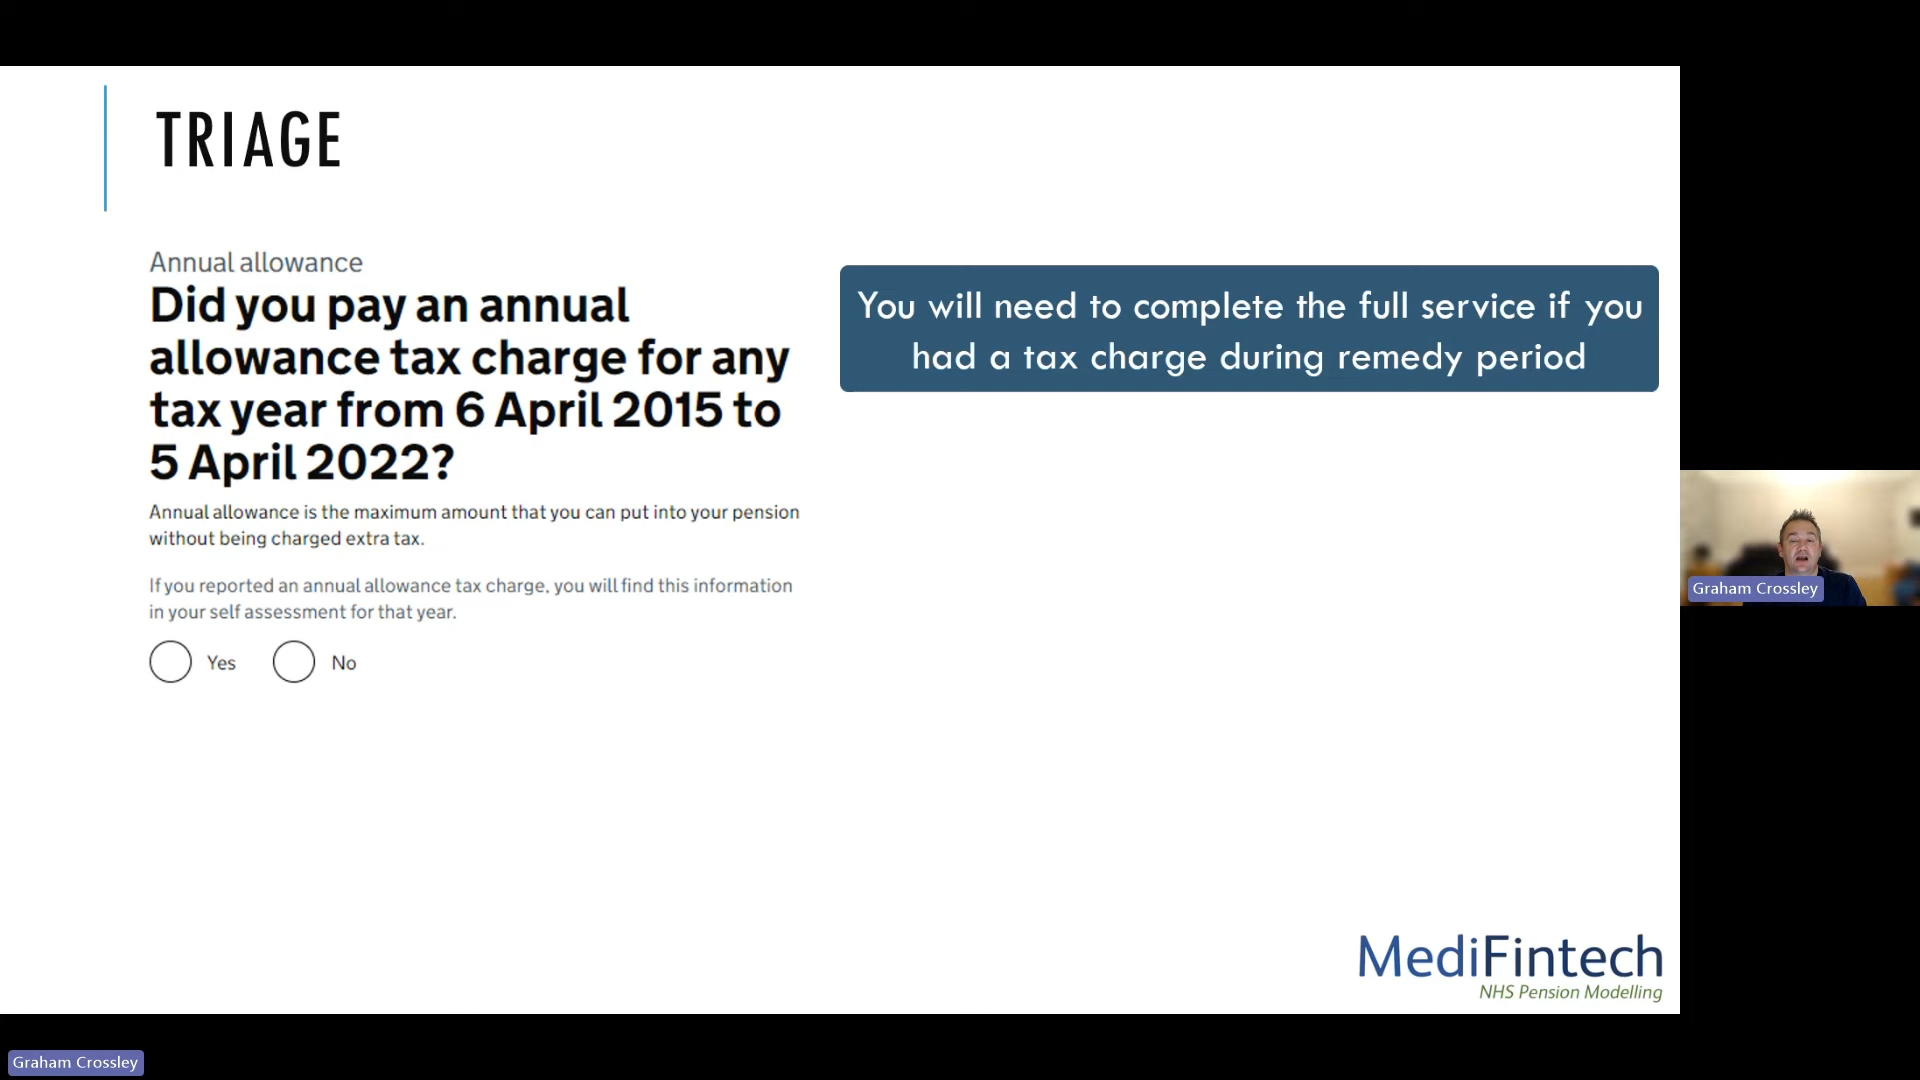 TRIAGE
Annual allowance
Did you pay an annual
allowance tax charge for any
tax year from 6 April 2015 to
5 April 2022?
Annual allowance is the maximum amount that you can put into your pension
without being charged extra tax.
If you reported an annual allowance tax charge, you will find this information
in your self assessment for that year.
Yes No
You will need to complete the full service if you
had a tax charge during remedy period
Graham Crossley
MediFintech
NHS Pension Modelling
Graham Crossley